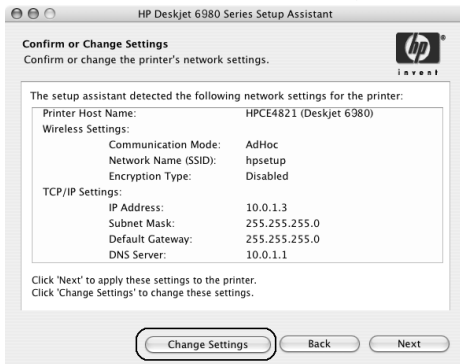 HP Deskjet 6980 Series Setup Assistant
Confirm or Change Settings
Confirm or change the printer's network settings.
hp
®
invent
The setup assistant detected the following network settings for the printer:
Printer Host Name: HPCE4821 (Deskjet 6980)
Wireless Settings:
Communication Mode: AdHoc
Network Name (SSID): hpsetup
Encryption Type: Disabled
TCP/IP Settings:
IP Address: 10.0.1.3
Subnet Mask: 255.255.255.0
Default Gateway: 255.255.255.0
DNS Server: 10.0.1.1
Click 'Next' to apply these settings to the printer.
Click 'Change Settings' to change these settings.
Change Settings Back Next